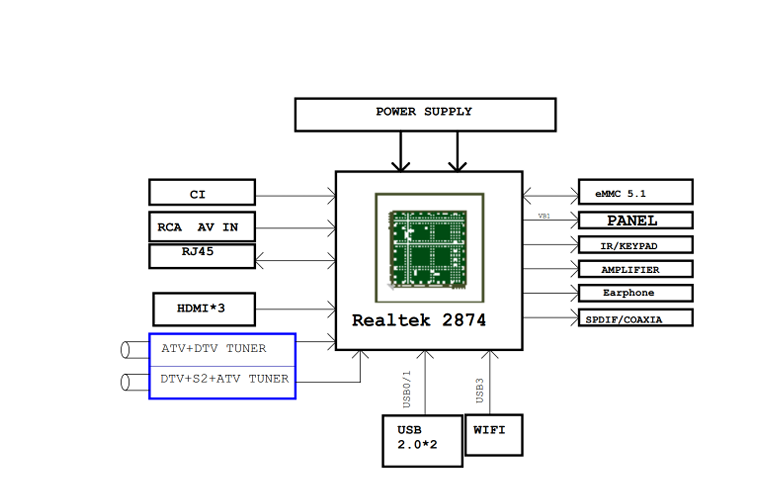 POWER SUPPLY
CI
RCA AV IN
RJ45
HDMI*3
ATV+DTV TUNER
DTV+S2+ATV TUNER
Realtek 2874
eMMC 5.1
VB1
PANEL
IR/KEYPAD
AMPLIFIER
Earphone
SPDIF/COAXIA
USB0/1
USB3
USB
2.0*2
WIFI